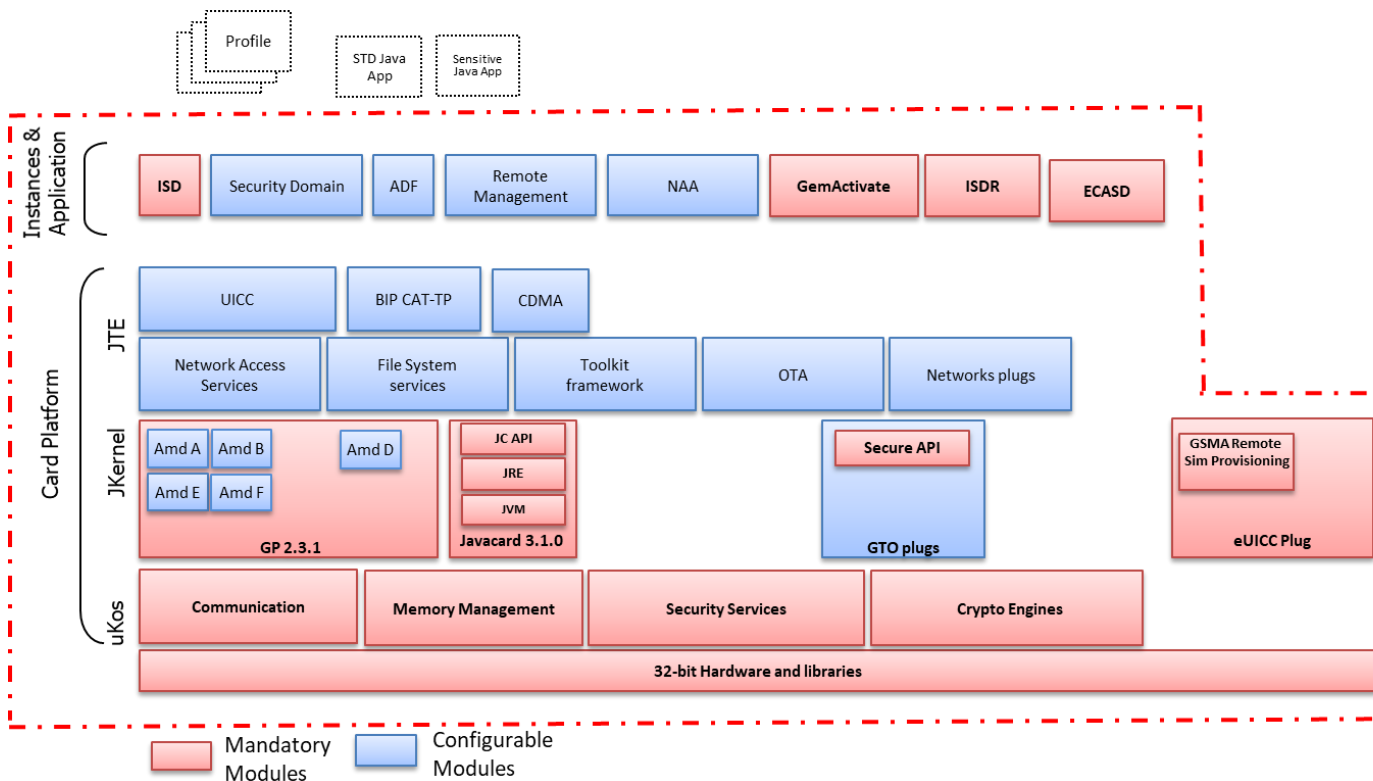 Profile
STD Java
App
Sensitive
Java App
Instances &
Application
ISD
Security Domain
ADF
Remote
Management
NAA
GemActivate
ISDR
ECASD
Card Platform
JTE
UICC
BIP CAT-TP
CDMA
Network Access
Services
File System
services
Toolkit
framework
OTA
Networks plugs
JKernel
Amd A
Amd B
Amd D
Amd E
Amd F
GP 2.3.1
JC API
JRE
JVM
Javacard 3.1.0
Secure API
GTO plugs
GSMA Remote
Sim Provisioning
eUICC Plug
uKos
Communication
Memory Management
Security Services
Crypto Engines
32-bit Hardware and libraries
Mandatory
Modules
Configurable
Modules